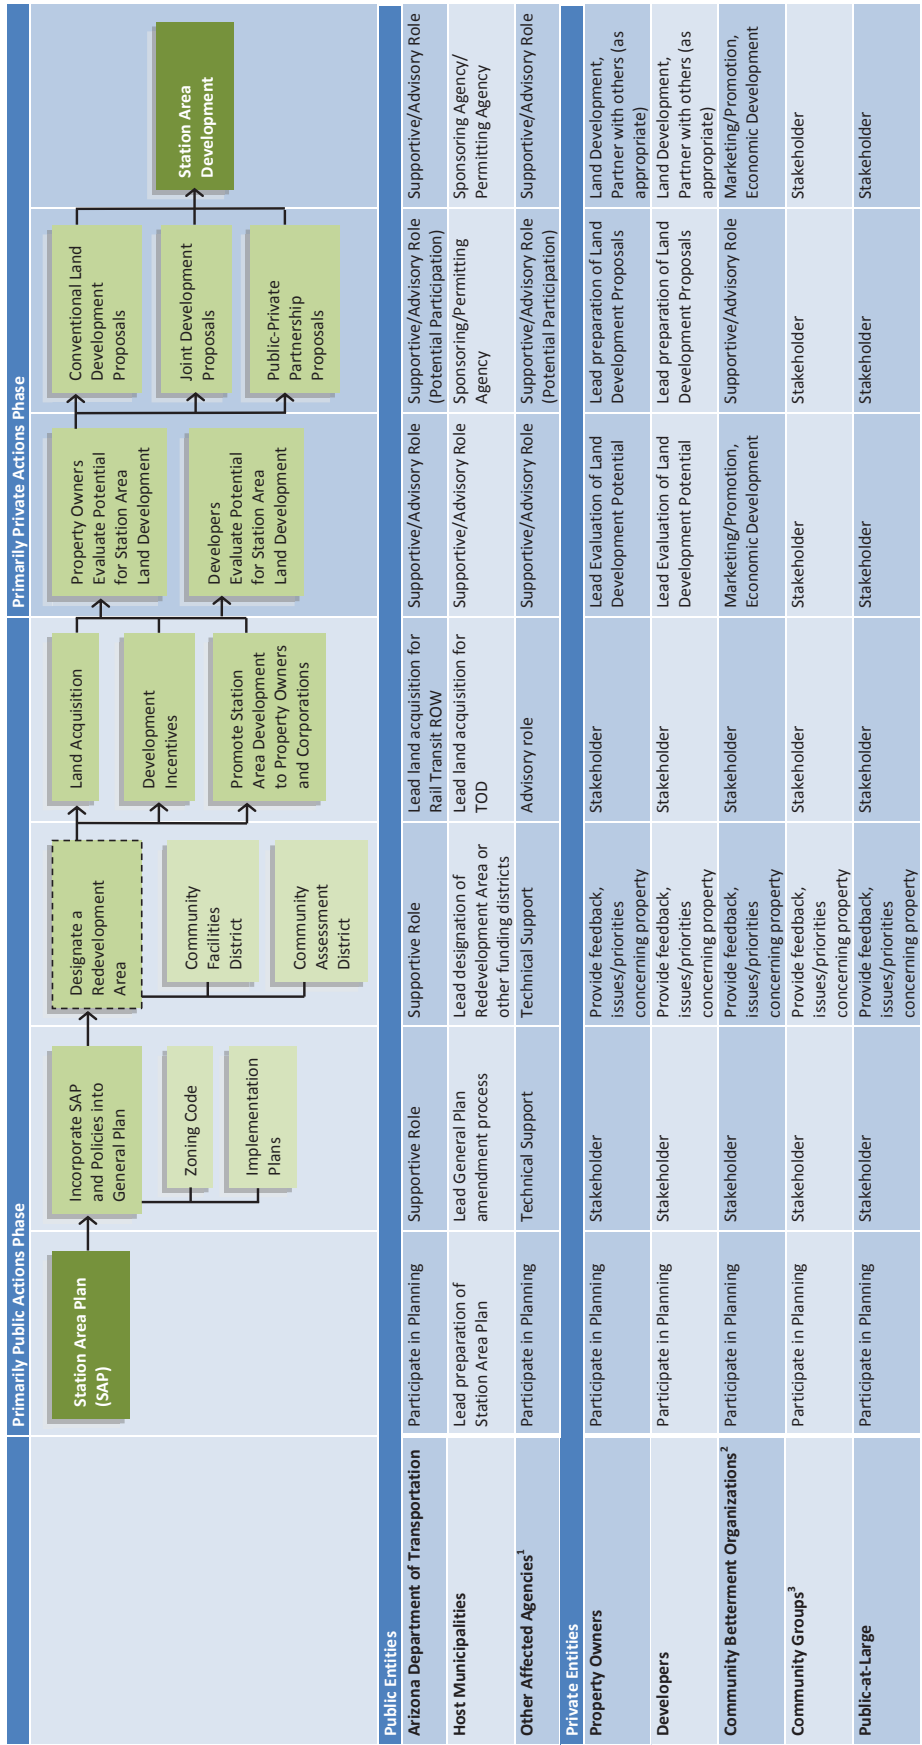 Primarily Public Actions Phase
Primarily Private Actions Phase
Station Area Plan
(SAP)
Incorporate SAP
and Policies into
General Plan
Zoning Code
Implementation
Plans
Designate a
Redevelopment
Area
Community
Facilities
District
Community
Assessment
District
Land Acquisition
Development
Incentives
Promote Station
Area Development
to Property Owners
and Corporations
Property Owners
Evaluate Potential
for Station Area
Land Development
Developers
Evaluate Potential
for Station Area
Land Development
Conventional Land
Development
Proposals
Joint Development
Proposals
Public-Private
Partnership
Proposals
Station Area
Development
Public Entities
Arizona Department of Transportation
Participate in Planning
Supportive Role
Supportive Role
Lead land acquisition for
Rail Transit ROW
Supportive/Advisory Role
Supportive/Advisory Role
(Potential Participation)
Supportive/Advisory Role
Host Municipalities
Lead preparation of
Station Area Plan
Lead General Plan
amendment process
Lead designation of
Redevelopment Area or
other funding districts
Lead land acquisition for
TOD
Supportive/Advisory Role
Sponsoring/Permitting
Agency
Sponsoring Agency/
Permitting Agency
Other Affected Agencies¹
Participate in Planning
Technical Support
Technical Support
Advisory role
Supportive/Advisory Role
Supportive/Advisory Role
(Potential Participation)
Supportive/Advisory Role
Private Entities
Property Owners
Participate in Planning
Stakeholder
Provide feedback,
issues/priorities
concerning property
Stakeholder
Lead Evaluation of Land
Development Potential
Lead preparation of Land
Development Proposals
Land Development,
Partner with others (as
appropriate)
Developers
Participate in Planning
Stakeholder
Provide feedback,
issues/priorities
concerning property
Stakeholder
Lead Evaluation of Land
Development Potential
Lead preparation of Land
Development Proposals
Land Development,
Partner with others (as
appropriate)
Community Betterment Organizations²
Participate in Planning
Stakeholder
Provide feedback,
issues/priorities
concerning property
Stakeholder
Marketing/Promotion,
Economic Development
Supportive/Advisory Role
Marketing/Promotion,
Economic Development
Community Groups³
Participate in Planning
Stakeholder
Provide feedback,
issues/priorities
concerning property
Stakeholder
Stakeholder
Stakeholder
Stakeholder
Public-at-Large
Participate in Planning
Stakeholder
Provide feedback,
issues/priorities
concerning property
Stakeholder
Stakeholder
Stakeholder
Stakeholder